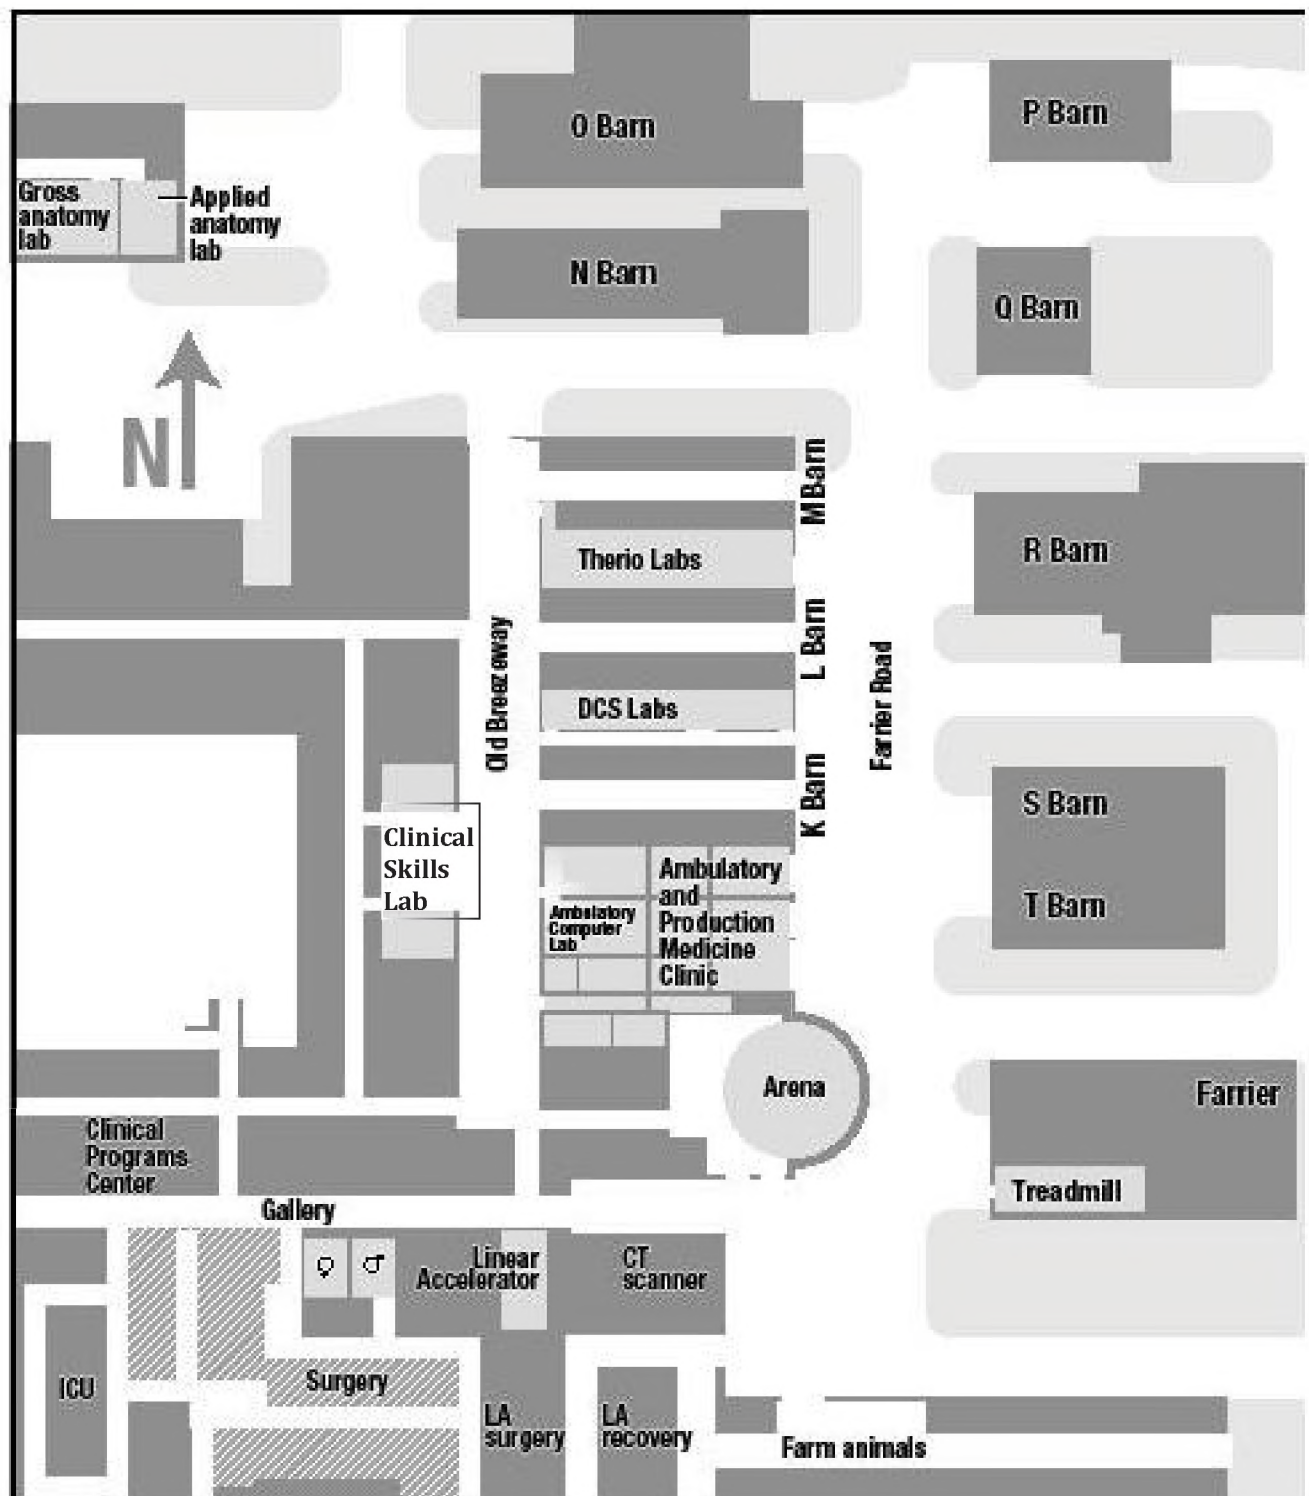 O Barn
P Barn
Gross
anatomy
lab
Applied
anatomy
lab
N Barn
Q Barn
N
M Barn
Therio Labs
R Barn
L Barn
Old Breezeway
DCS Labs
Farrier Road
K Barn
S Barn
Clinical
Skills
Lab
Ambulatory
and
Production
Medicine
Clinic
Ambulatory
Computer
Lab
T Barn
Arena
Farrier
Clinical
Programs
Center
Treadmill
Gallery
♀
♂
Linear
Accelerator
CT
scanner
ICU
Surgery
LA
surgery
LA
recovery
Farm animals